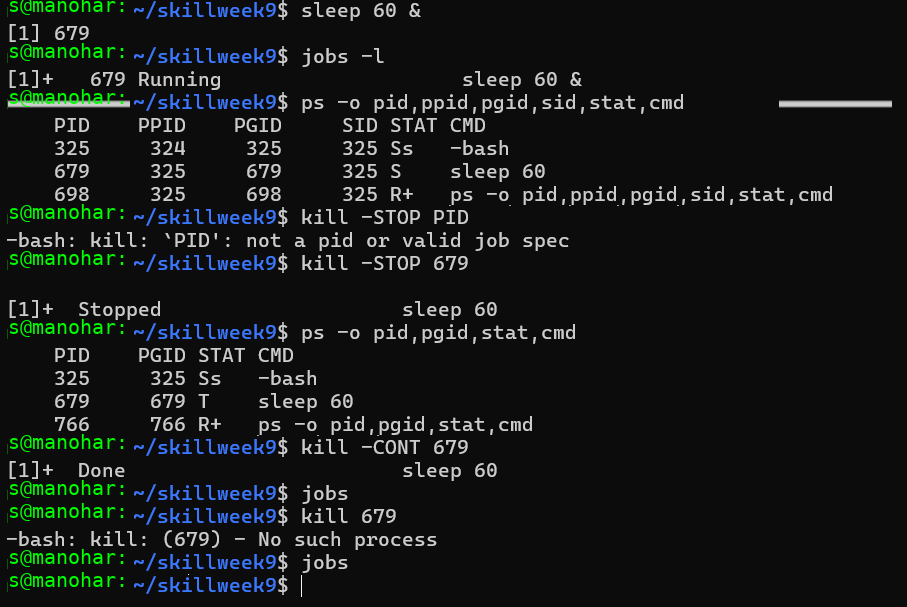 s@manohar: ~/skillweek9$ sleep 60 &
[1] 679
s@manohar: ~/skillweek9$ jobs -l
[1]+   679 Running                    sleep 60 &
s@manohar: ~/skillweek9$ ps -o pid,ppid,pgid,sid,stat,cmd
    PID    PPID    PGID     SID STAT CMD
    325     324     325     325 Ss   -bash
    679     325     679     325 S    sleep 60
    698     325     698     325 R+   ps -o pid,ppid,pgid,sid,stat,cmd
s@manohar: ~/skillweek9$ kill -STOP PID
-bash: kill: `PID': not a pid or valid job spec
s@manohar: ~/skillweek9$ kill -STOP 679
[1]+  Stopped                    sleep 60
s@manohar: ~/skillweek9$ ps -o pid,pgid,stat,cmd
    PID    PGID STAT CMD
    325     325 Ss   -bash
    679     679 T    sleep 60
    766     766 R+   ps -o pid,pgid,stat,cmd
s@manohar: ~/skillweek9$ kill -CONT 679
[1]+  Done                       sleep 60
s@manohar: ~/skillweek9$ jobs
s@manohar: ~/skillweek9$ kill 679
-bash: kill: (679) - No such process
s@manohar: ~/skillweek9$ jobs
s@manohar: ~/skillweek9$